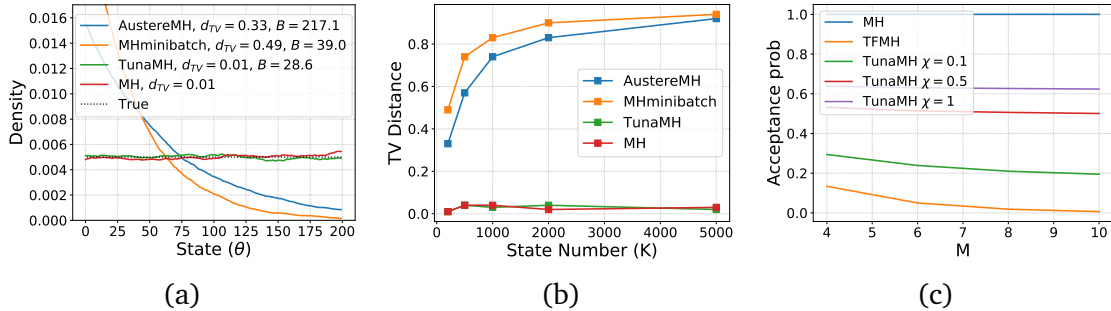 0.016
0.014
0.012
0.010
0.008
0.006
0.004
0.002
0.000
Density
AustereMH, d_TV = 0.33, B = 217.1
MHminibatch, d_TV = 0.49, B = 39.0
TunaMH, d_TV = 0.01, B = 28.6
MH, d_TV = 0.01
True
0 25 50 75 100 125 150 175 200
State (θ)
(a)
0.8
0.6
0.4
0.2
0.0
TV Distance
AustereMH
MHminibatch
TunaMH
MH
0 1000 2000 3000 4000 5000
State Number (K)
(b)
1.0
0.8
0.6
0.4
0.2
0.0
Acceptance prob
MH
TFMH
TunaMH χ = 0.1
TunaMH χ = 0.5
TunaMH χ = 1
4 5 6 7 8 9 10
M
(c)